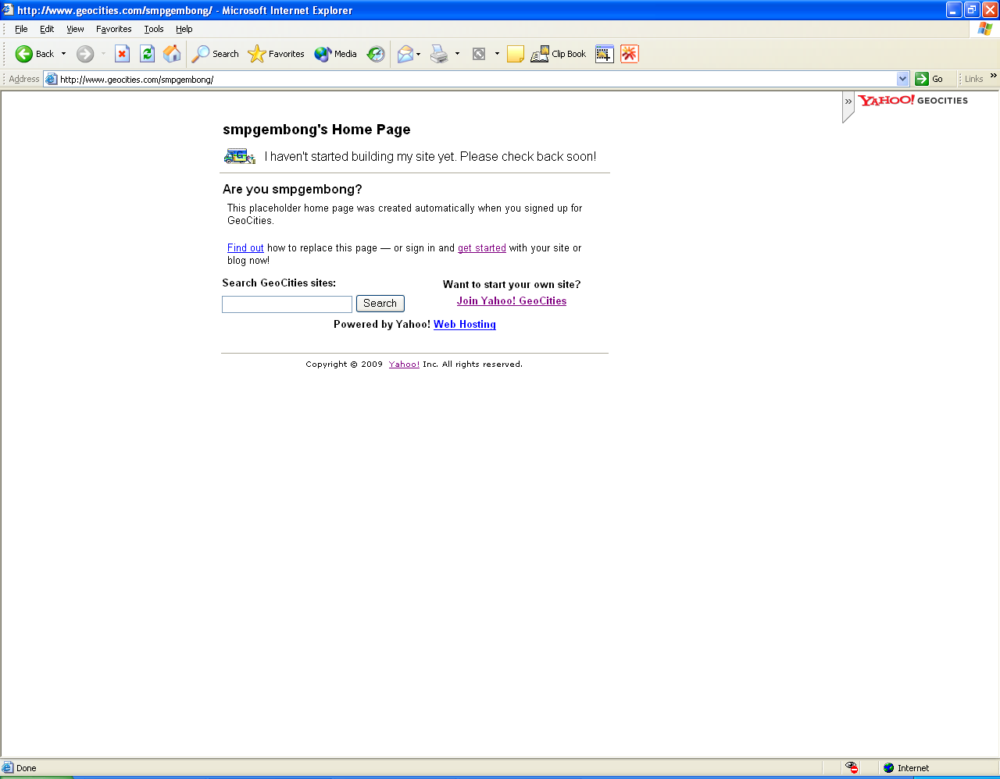 http://www.geocities.com/smpgembong/ - Microsoft Internet Explorer
File Edit View Favorites Tools Help
Back Search Favorites Media Clip Book
Address http://www.geocities.com/smpgembong/ Go Links »
» YAHOO! GEOCITIES
smpgembong's Home Page
I haven't started building my site yet. Please check back soon!
Are you smpgembong?
This placeholder home page was created automatically when you signed up for
GeoCities.
Find out how to replace this page — or sign in and get started with your site or
blog now!
Search GeoCities sites:
Want to start your own site?
Search
Join Yahoo! GeoCities
Powered by Yahoo! Web Hosting
Copyright © 2009 Yahoo! Inc. All rights reserved.
Done Internet